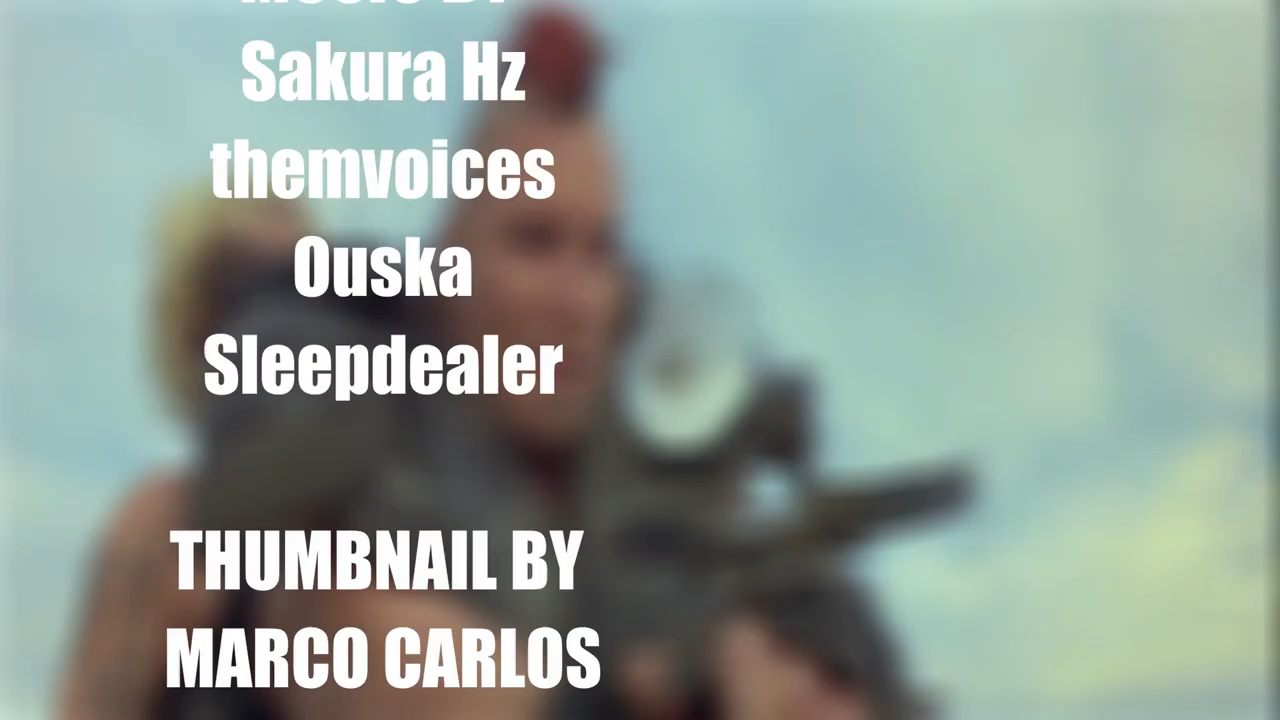 Sakura Hz
themvoices
Ouska
Sleepdealer
THUMBNAIL BY
MARCO CARLOS